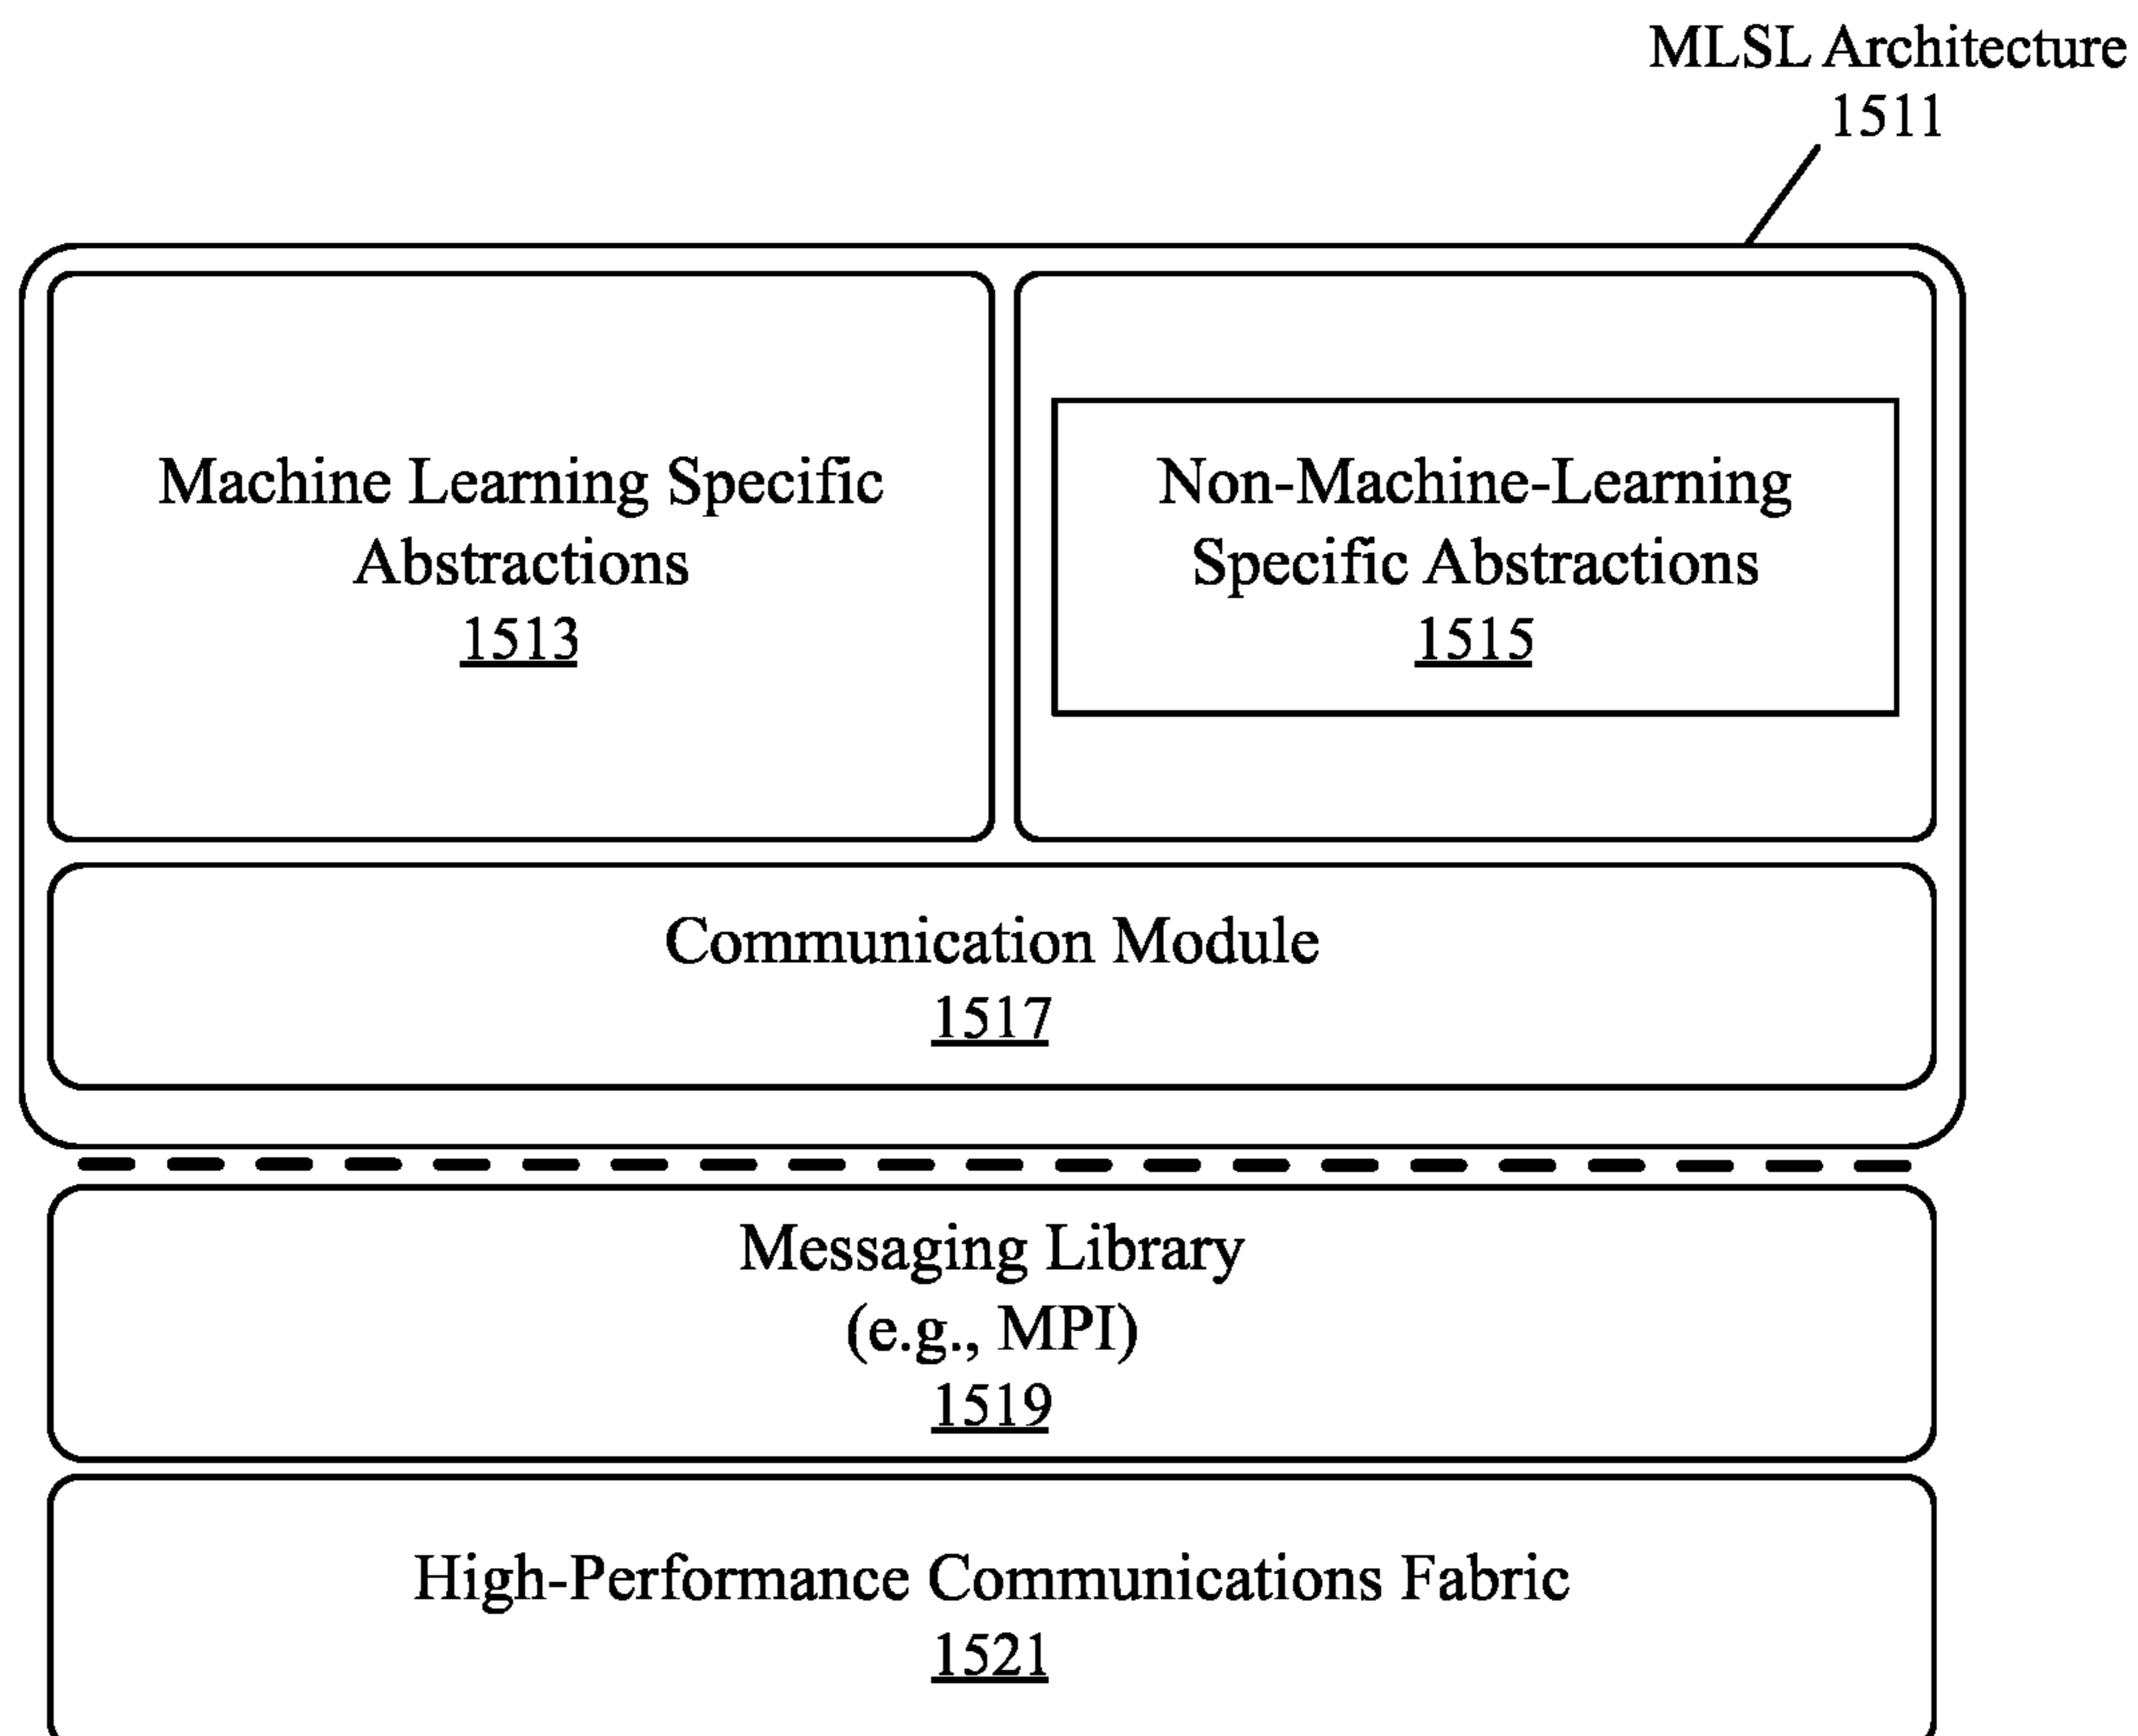 MLSL Architecture
1511
Machine Learning Specific
Abstractions
1513
Non-Machine-Learning
Specific Abstractions
1515
Communication Module
1517
Messaging Library
(e.g., MPI)
1519
High-Performance Communications Fabric
1521